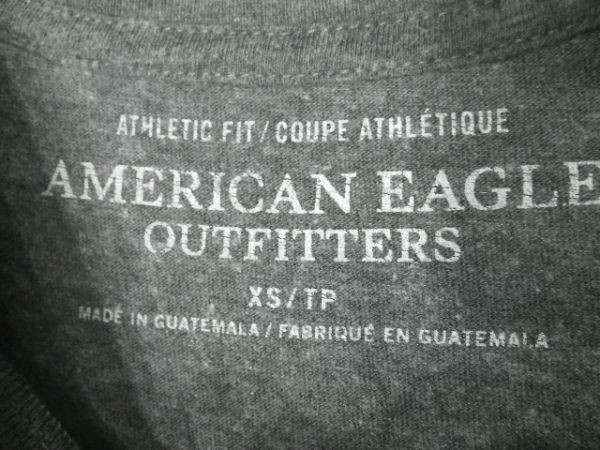 ATHLETIC FIT / COUPE ATHLÉTIQUE
AMERICAN EAGLE
OUTFITTERS
XS/TP
MADE IN GUATEMALA / FABRIQUÉ EN GUATEMALA